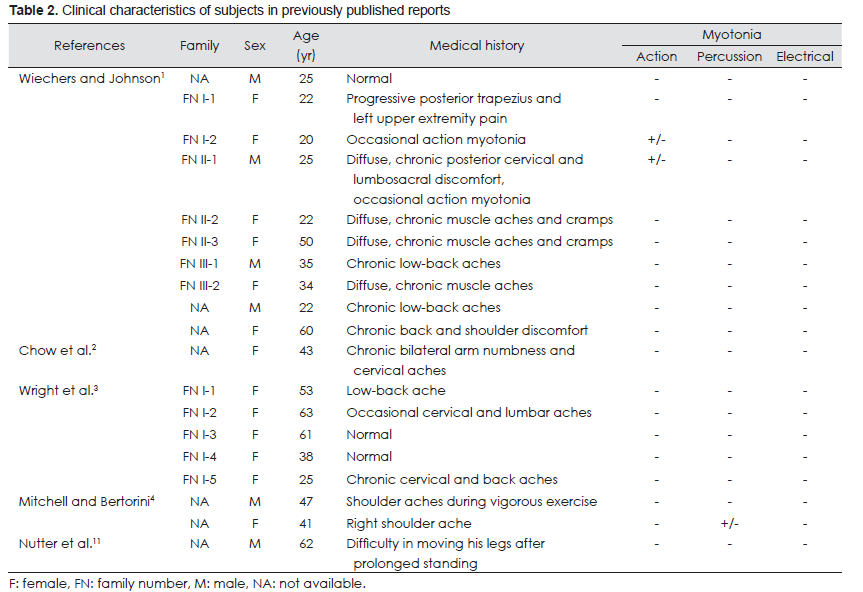 Table 2. Clinical characteristics of subjects in previously published reports
References Family Sex Age (yr) Medical history Myotonia
Action Percussion Electrical
Wiechers and Johnson¹ NA M 25 Normal - - -
FN I-1 F 22 Progressive posterior trapezius and - - -
left upper extremity pain
FN I-2 F 20 Occasional action myotonia +/- - -
FN II-1 M 25 Diffuse, chronic posterior cervical and +/- - -
lumbosacral discomfort,
occasional action myotonia
FN II-2 F 22 Diffuse, chronic muscle aches and cramps - - -
FN II-3 F 50 Diffuse, chronic muscle aches and cramps - - -
FN III-1 M 35 Chronic low-back aches - - -
FN III-2 F 34 Diffuse, chronic muscle aches - - -
NA M 22 Chronic low-back aches - - -
NA F 60 Chronic back and shoulder discomfort - - -
Chow et al.² NA F 43 Chronic bilateral arm numbness and - - -
cervical aches
Wright et al.³ FN I-1 F 53 Low-back ache - - -
FN I-2 F 63 Occasional cervical and lumbar aches - - -
FN I-3 F 61 Normal - - -
FN I-4 F 38 Normal - - -
FN I-5 F 25 Chronic cervical and back aches - - -
Mitchell and Bertorini⁴ NA M 47 Shoulder aches during vigorous exercise - - -
NA F 41 Right shoulder ache - +/- -
Nutter et al.¹¹ NA M 62 Difficulty in moving his legs after - - -
prolonged standing
F: female, FN: family number, M: male, NA: not available.